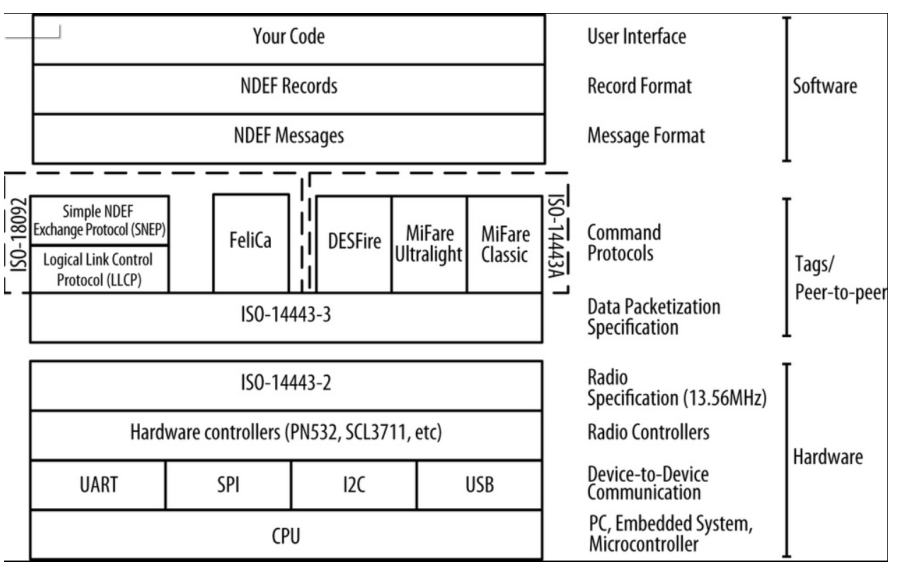 Your Code
User Interface
NDEF Records
Record Format
Software
NDEF Messages
Message Format
ISO-18092
Simple NDEF
Exchange Protocol (SNEP)
Logical Link Control
Protocol (LLCP)
FeliCa
DESFire
MiFare
Ultralight
MiFare
Classic
ISO-14443A
Command
Protocols
Tags/
Peer-to-peer
ISO-14443-3
Data Packetization
Specification
ISO-14443-2
Radio
Specification (13.56MHz)
Hardware controllers (PN532, SCL3711, etc)
Radio Controllers
Hardware
UART
SPI
I2C
USB
Device-to-Device
Communication
CPU
PC, Embedded System,
Microcontroller